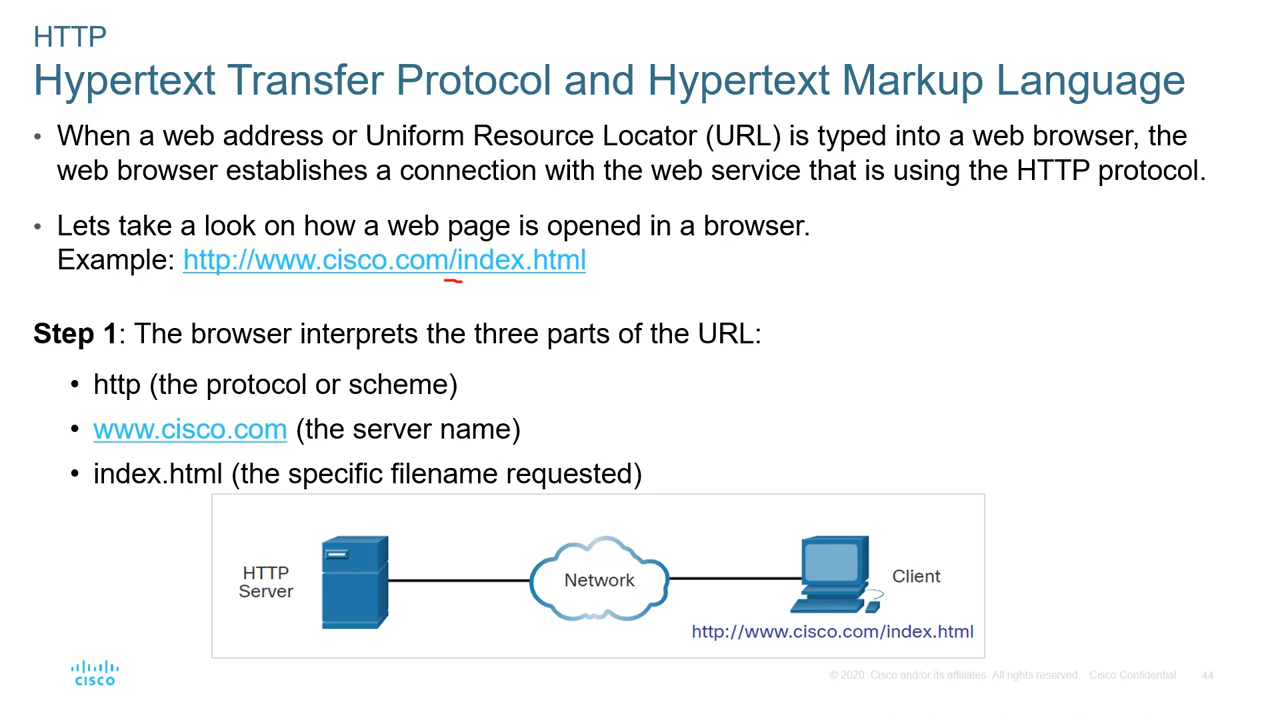 HTTP
Hypertext Transfer Protocol and Hypertext Markup Language
• When a web address or Uniform Resource Locator (URL) is typed into a web browser, the
web browser establishes a connection with the web service that is using the HTTP protocol.
• Lets take a look on how a web page is opened in a browser.
Example: http://www.cisco.com/index.html
Step 1: The browser interprets the three parts of the URL:
• http (the protocol or scheme)
• www.cisco.com (the server name)
• index.html (the specific filename requested)
HTTP
Server
Network
Client
http://www.cisco.com/index.html
CISCO
© 2020 Cisco and/or its affiliates. All rights reserved. Cisco Confidential
44